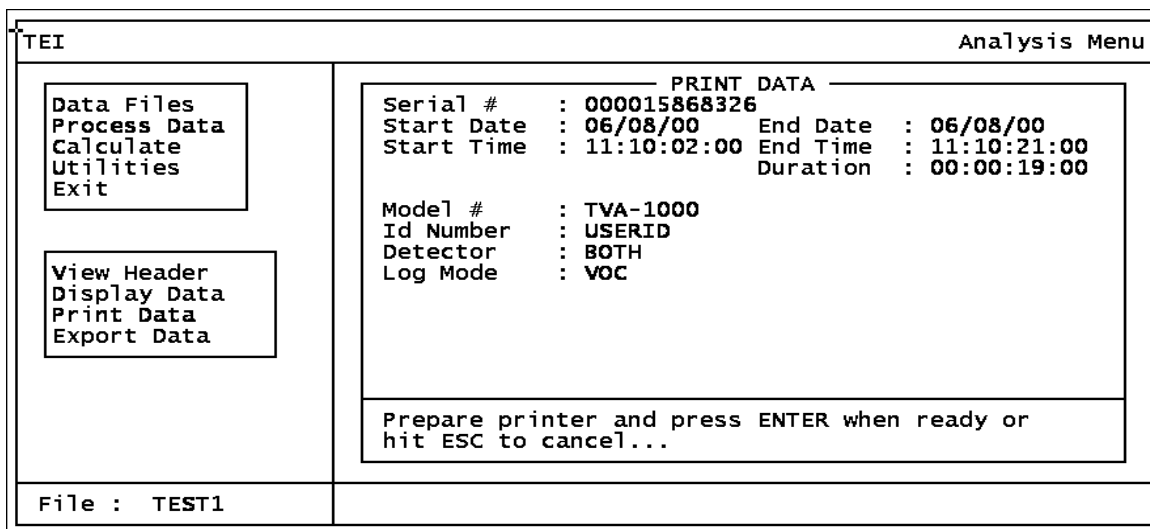 TEI Analysis Menu
Data Files
Process Data
Calculate
Utilities
Exit
View Header
Display Data
Print Data
Export Data
PRINT DATA
Serial # : 000015868326
Start Date : 06/08/00 End Date : 06/08/00
Start Time : 11:10:02:00 End Time : 11:10:21:00
Duration : 00:00:19:00
Model # : TVA-1000
Id Number : USERID
Detector : BOTH
Log Mode : VOC
Prepare printer and press ENTER when ready or
hit ESC to cancel...
File : TEST1